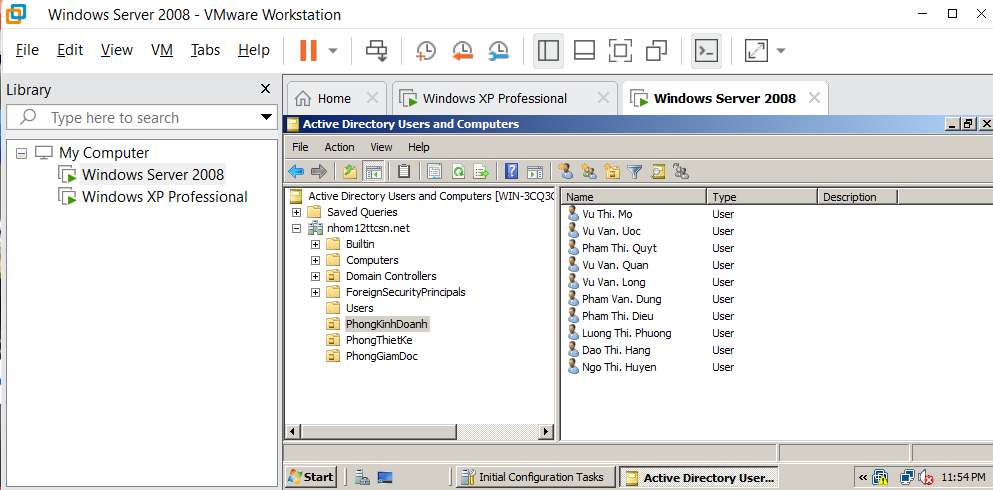 Windows Server 2008 - VMware Workstation
File Edit View VM Tabs Help
Library
Type here to search
My Computer
Windows Server 2008
Windows XP Professional
Home
Windows XP Professional
Windows Server 2008
Active Directory Users and Computers
File Action View Help
Active Directory Users and Computers [WIN-3CQ3C
Saved Queries
nhom12ttcsn.net
Builtin
Computers
Domain Controllers
ForeignSecurityPrincipals
Users
PhongKinhDoanh
PhongThietKe
PhongGiamDoc
Name Type Description
Vu Thi. Mo User
Vu Van. Uoc User
Pham Thi. Quyt User
Vu Van. Quan User
Vu Van. Long User
Pham Van. Dung User
Pham Thi. Dieu User
Luong Thi. Phuong User
Dao Thi. Hang User
Ngo Thi. Huyen User
Start
Initial Configuration Tasks
Active Directory User...
11:54 PM